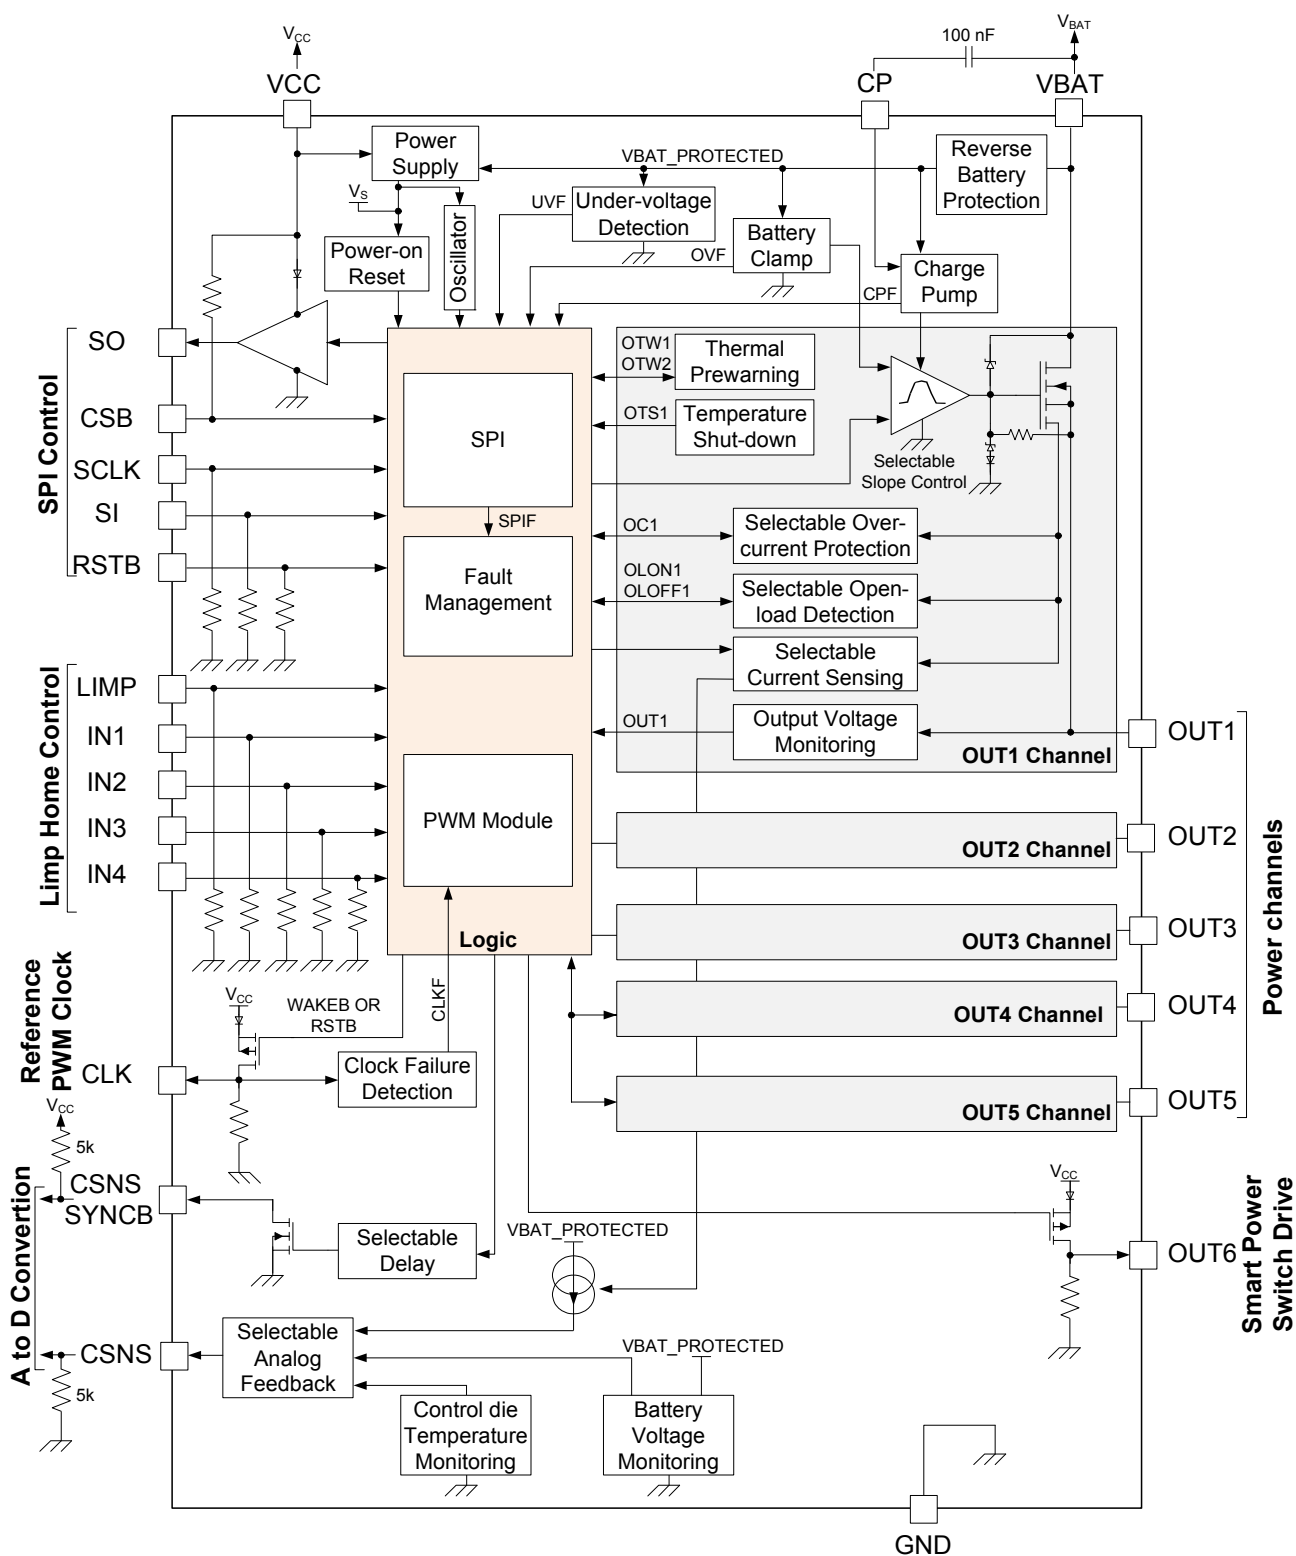 VCC
100 nF
VBAT
VCC
CP
VBAT
Power
Supply
VBAT_PROTECTED
Reverse
Battery
Protection
VS
UVF
Under-voltage
Detection
Oscillator
Power-on
Reset
OVF
Battery
Clamp
Charge
Pump
CPF
SPI Control
SO
CSB
SCLK
SI
RSTB
SPI
SPIF
Fault
Management
OTW1
OTW2
Thermal
Prewarning
OTS1
Temperature
Shut-down
Selectable
Slope Control
OC1
Selectable Over-
current Protection
OLON1
OLOFF1
Selectable Open-
load Detection
Selectable
Current Sensing
OUT1
Output Voltage
Monitoring
OUT1 Channel
OUT1
Limp Home Control
LIMP
IN1
IN2
IN3
IN4
PWM Module
Logic
OUT2 Channel
OUT2
OUT3 Channel
OUT3
OUT4 Channel
OUT4
OUT5 Channel
OUT5
Power channels
Reference
PWM Clock
VCC
WAKEB OR
RSTB
CLKF
CLK
Clock Failure
Detection
VCC
5k
A to D Convertion
CSNS
SYNCB
Selectable
Delay
VBAT_PROTECTED
VCC
OUT6
Smart Power
Switch Drive
CSNS
5k
Selectable
Analog
Feedback
VBAT_PROTECTED
Control die
Temperature
Monitoring
Battery
Voltage
Monitoring
GND